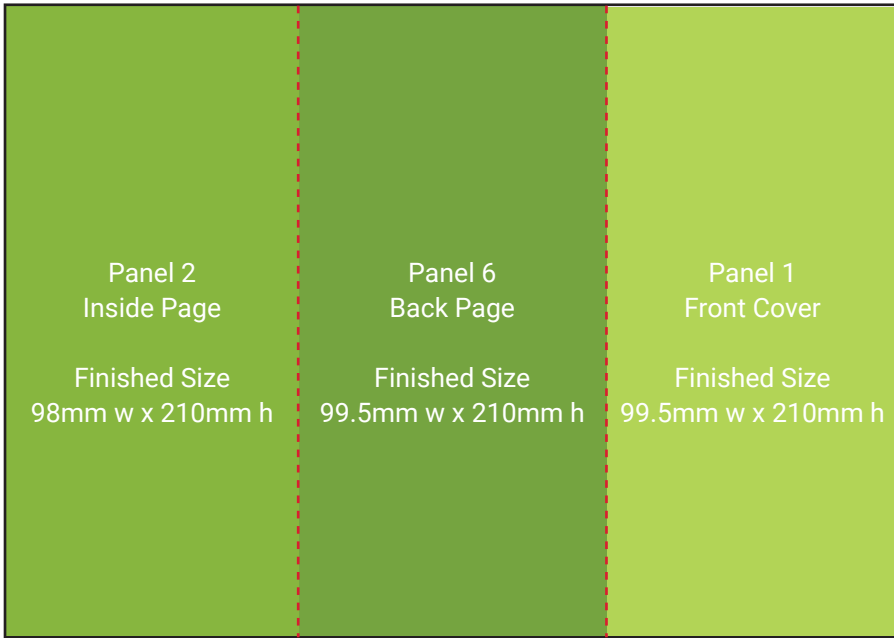 Panel 2
Inside Page
Finished Size
98mm w x 210mm h
Panel 6
Back Page
Finished Size
99.5mm w x 210mm h
Panel 1
Front Cover
Finished Size
99.5mm w x 210mm h